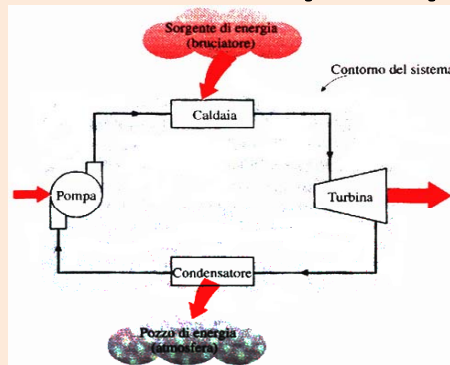 Sorgente di energia
(bruciatore)
Contorno del sistema
Caldaia
Pompa
Turbina
Condensatore
Pozzo di energia
(atmosfera)